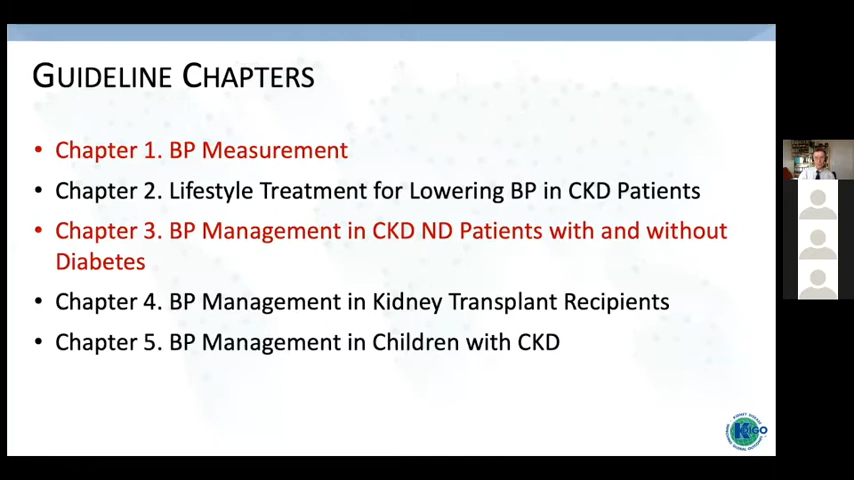 GUIDELINE CHAPTERS
• Chapter 1. BP Measurement
• Chapter 2. Lifestyle Treatment for Lowering BP in CKD Patients
• Chapter 3. BP Management in CKD ND Patients with and without
Diabetes
• Chapter 4. BP Management in Kidney Transplant Recipients
• Chapter 5. BP Management in Children with CKD
KDIGO